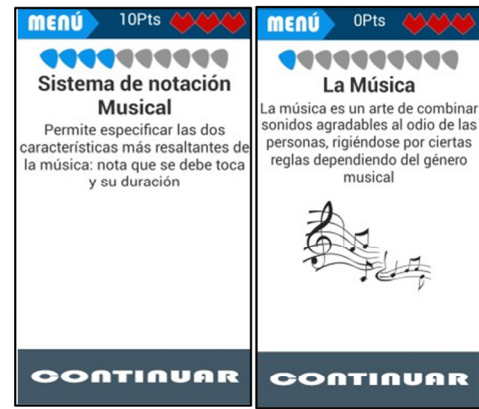 MENÚ 10Pts
Sistema de notación
Musical
Permite especificar las dos
características más resaltantes de
la música: nota que se debe toca
y su duración
CONTINUAR
MENÚ 0Pts
La Música
La música es un arte de combinar
sonidos agradables al odio de las
personas, rigiéndose por ciertas
reglas dependiendo del género
musical
CONTINUAR